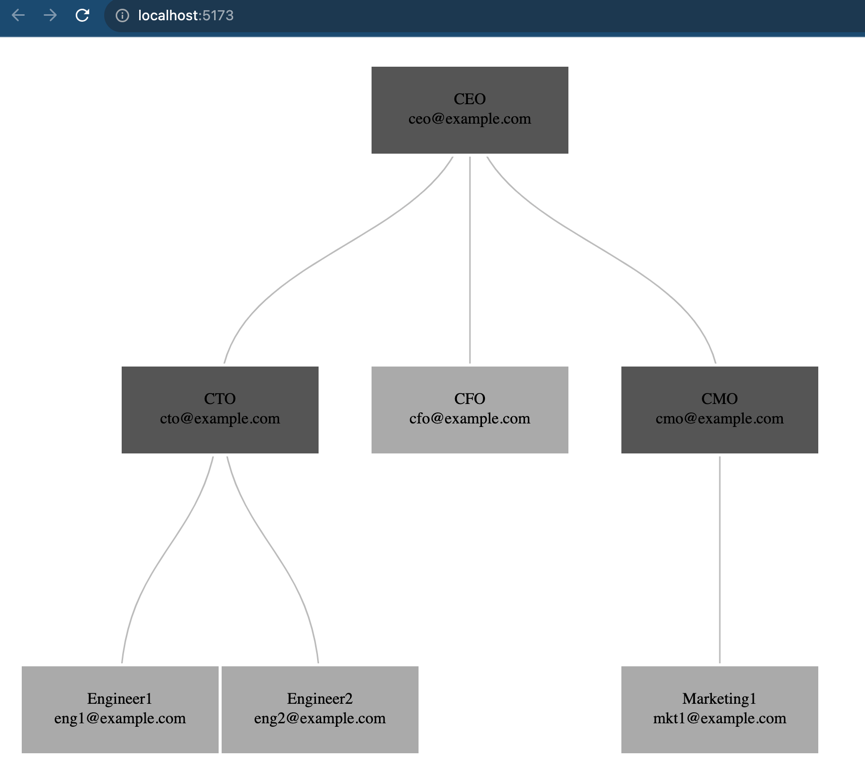 localhost:5173
CEO
ceo@example.com
CTO
cto@example.com
CFO
cfo@example.com
CMO
cmo@example.com
Engineer1
eng1@example.com
Engineer2
eng2@example.com
Marketing1
mkt1@example.com